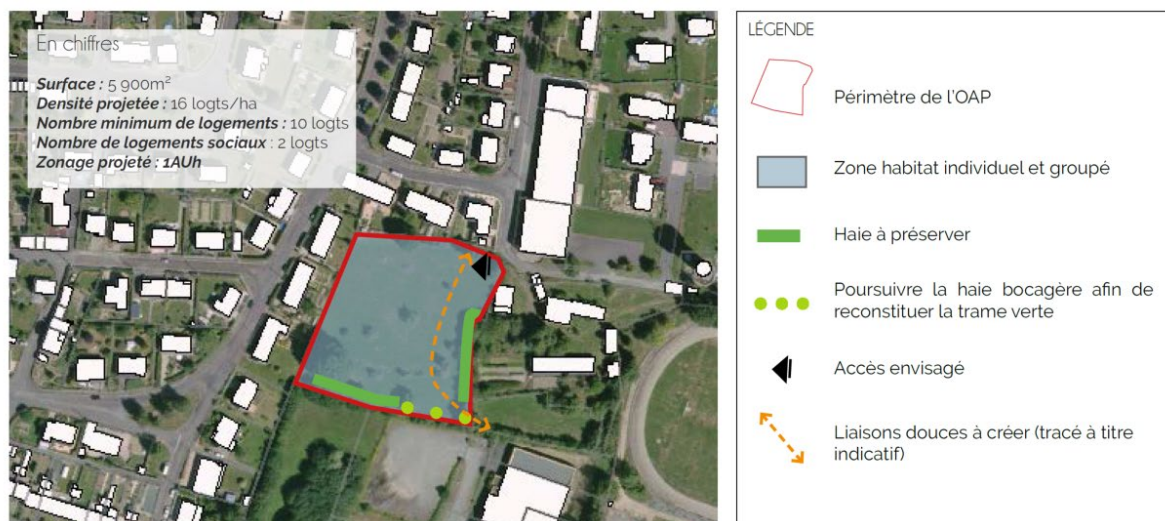 En chiffres
Surface : 5 900m²
Densité projetée : 16 logts/ha
Nombre minimum de logements : 10 logts
Nombre de logements sociaux : 2 logts
Zonage projeté : 1AUh
LÉGENDE
Périmètre de l'OAP
Zone habitat individuel et groupé
Haie à préserver
Poursuivre la haie bocagère afin de
reconstituer la trame verte
Accès envisagé
Liaisons douces à créer (tracé à titre
indicatif)